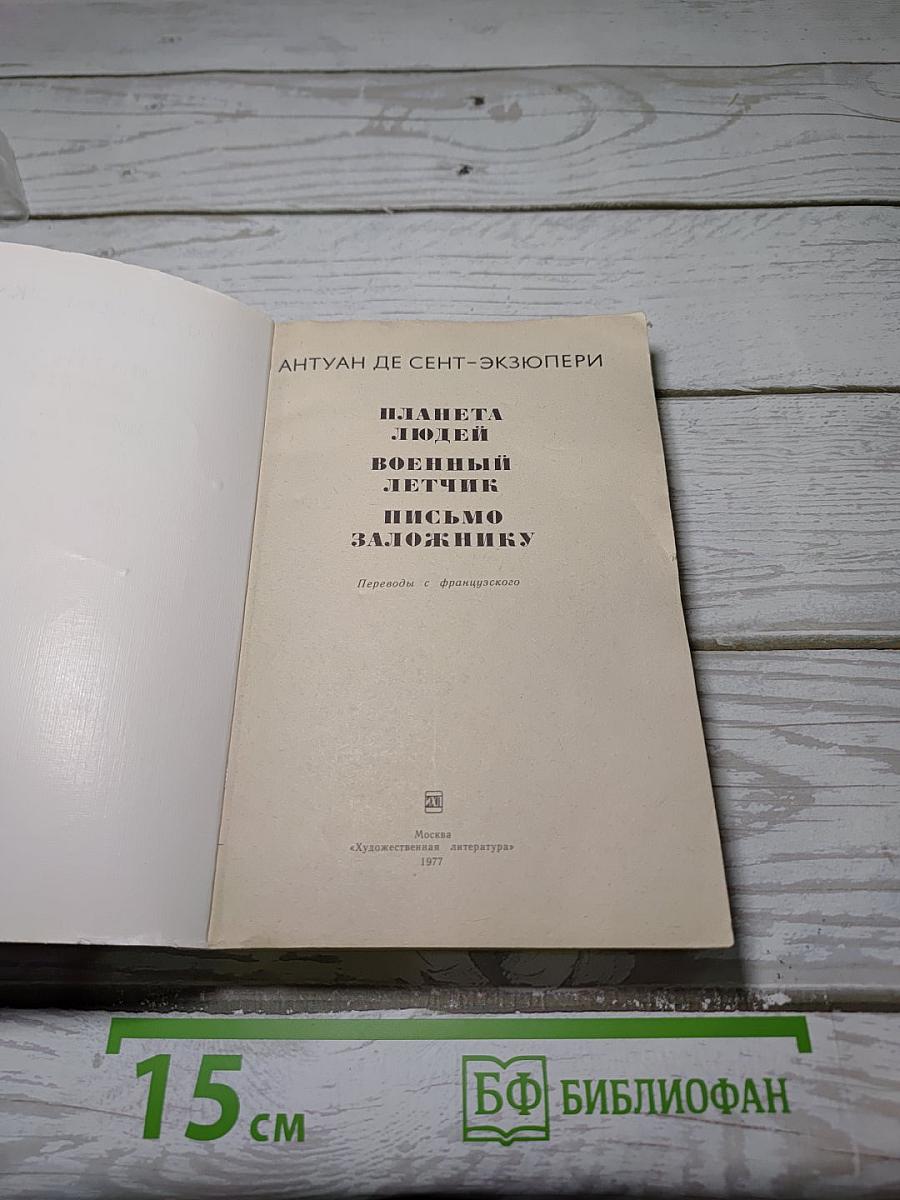 АНТУАН ДЕ СЕНТ-ЭКЗЮПЕРИ
ПЛАНЕТА
ЛЮДЕЙ
ВОЕННЫЙ
ЛЕТЧИК
ПИСЬМО
ЗАЛОЖНИКУ
Переводы с французского
Москва
«Художественная литература»
1977
15 см
БФ БИБЛИОФАН